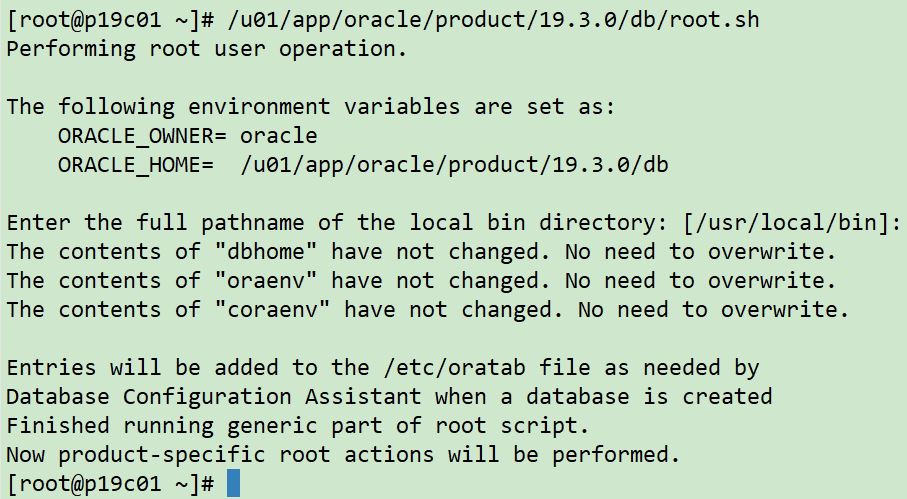 [root@p19c01 ~]# /u01/app/oracle/product/19.3.0/db/root.sh
Performing root user operation.

The following environment variables are set as:
    ORACLE_OWNER= oracle
    ORACLE_HOME=  /u01/app/oracle/product/19.3.0/db

Enter the full pathname of the local bin directory: [/usr/local/bin]:
The contents of "dbhome" have not changed. No need to overwrite.
The contents of "oraenv" have not changed. No need to overwrite.
The contents of "coraenv" have not changed. No need to overwrite.

Entries will be added to the /etc/oratab file as needed by
Database Configuration Assistant when a database is created
Finished running generic part of root script.
Now product-specific root actions will be performed.
[root@p19c01 ~]#